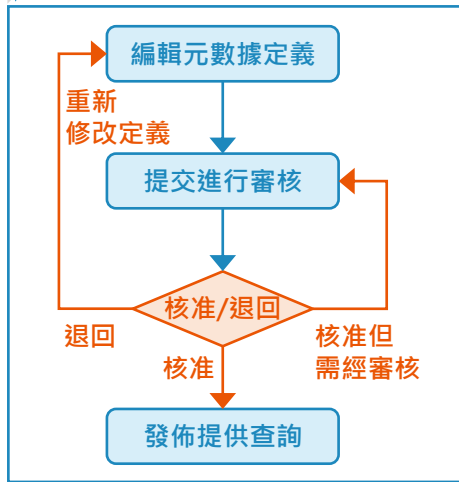 編輯元數據定義
重新
修改定義
提交進行審核
核准/退回
退回
核准但
需經審核
核准
發佈提供查詢